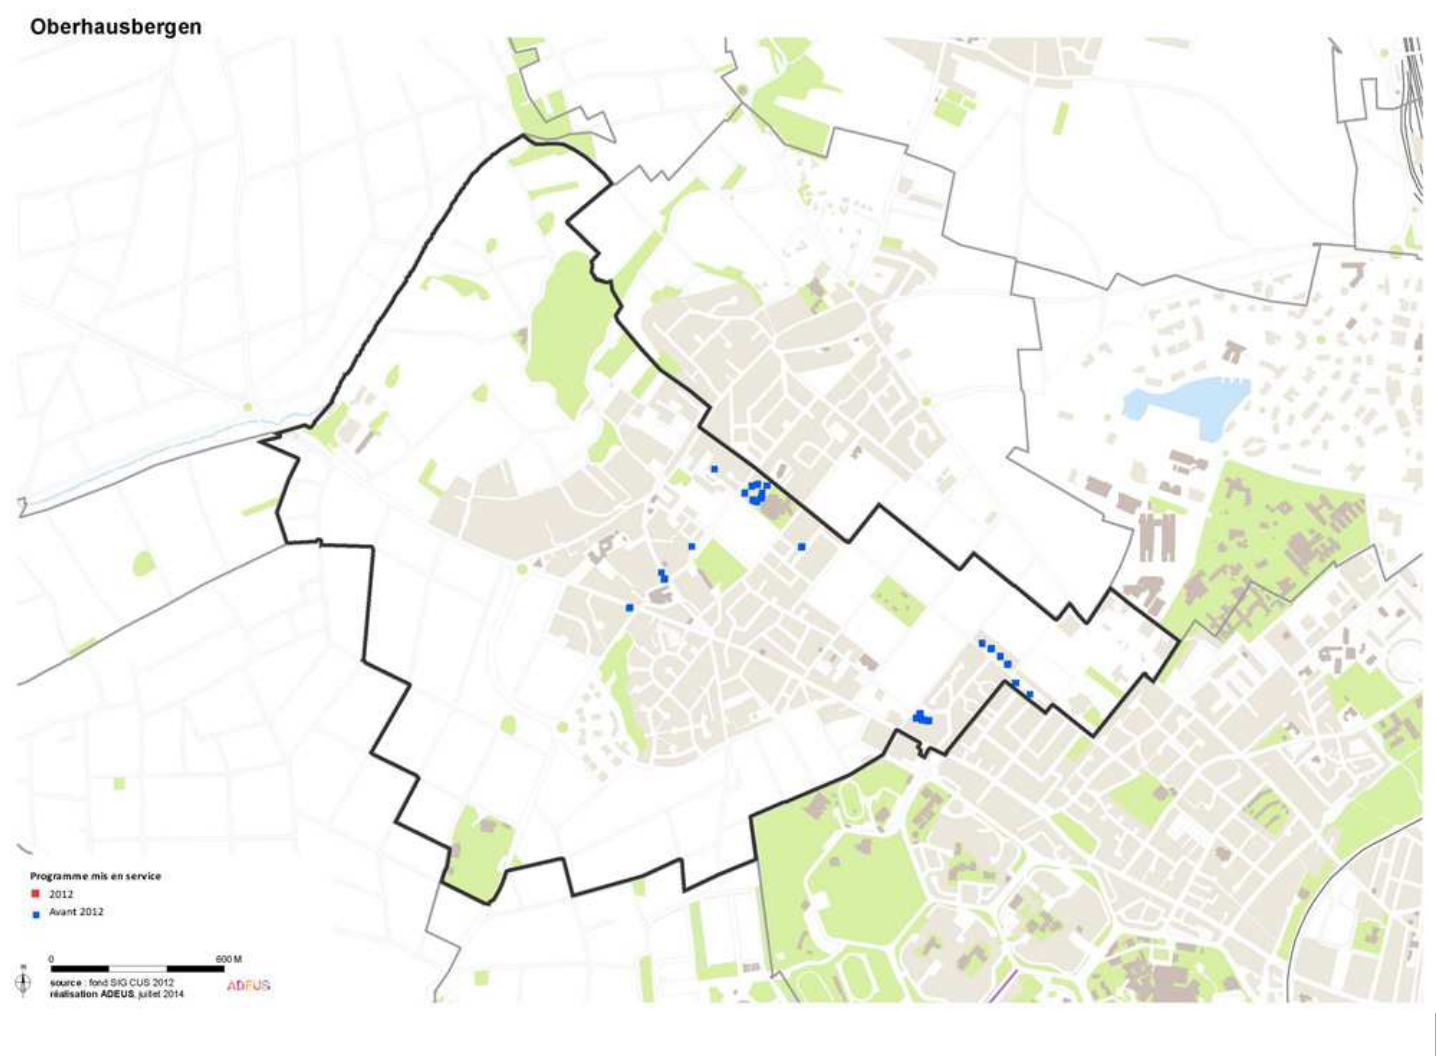 Oberhausbergen
Programme mis en service
2012
Avant 2012
0 600 M
N
source : fond SIG CUS 2012
réalisation ADEUS, juillet 2014
ADEUS